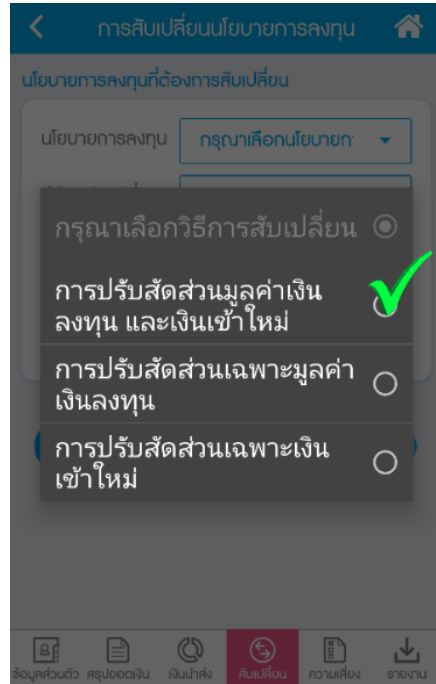 การสับเปลี่ยนนโยบายการลงทุน
นโยบายการลงทุนที่ต้องการสับเปลี่ยน
นโยบายการลงทุน กรุณาเลือกนโยบายกา
กรุณาเลือกวิธีการสับเปลี่ยน
การปรับสัดส่วนมูลค่าเงิน
ลงทุน และเงินเข้าใหม่
การปรับสัดส่วนเฉพาะมูลค่า
เงินลงทุน
การปรับสัดส่วนเฉพาะเงิน
เข้าใหม่
ข้อมูลส่วนตัว สรุปยอดเงิน เงินนำส่ง สับเปลี่ยน ความเสี่ยง รายงาน